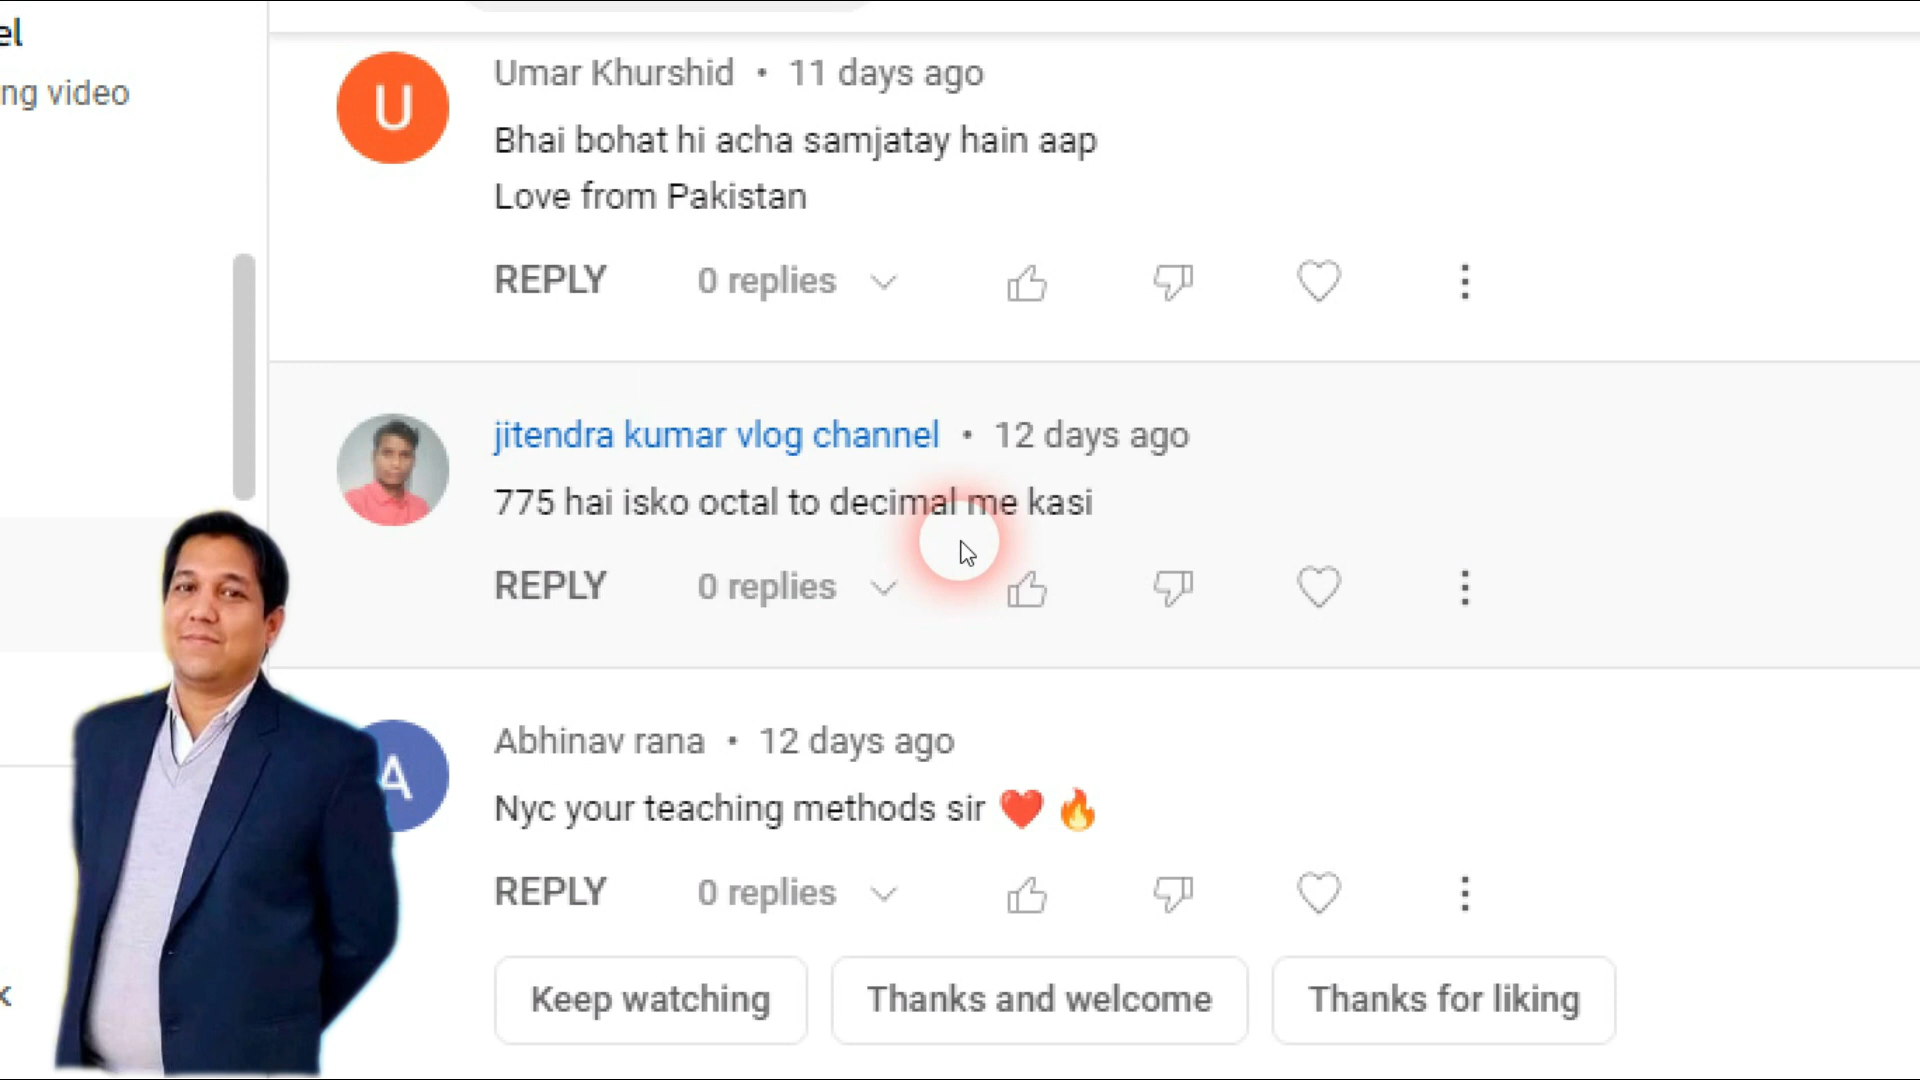 el
ng video
U
Umar Khurshid • 11 days ago
Bhai bohat hi acha samjatay hain aap
Love from Pakistan
REPLY 0 replies
jitendra kumar vlog channel • 12 days ago
775 hai isko octal to decimal me kasi
REPLY 0 replies
A
Abhinav rana • 12 days ago
Nyc your teaching methods sir ❤️ 🔥
REPLY 0 replies
Keep watching Thanks and welcome Thanks for liking
x